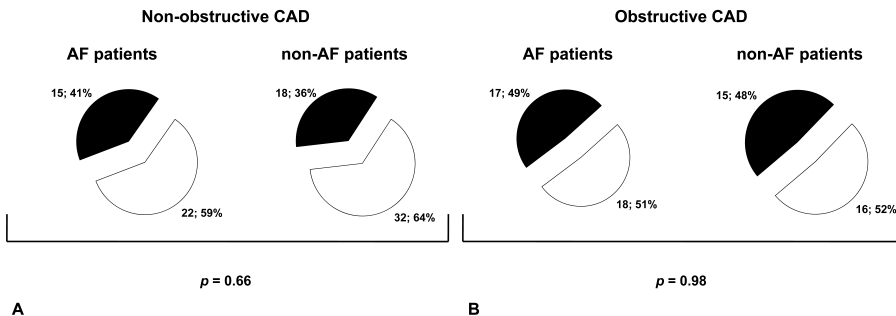 Non-obstructive CAD
AF patients
non-AF patients
15; 41%
18; 36%
22; 59%
32; 64%
p = 0.66
A
Obstructive CAD
AF patients
non-AF patients
17; 49%
15; 48%
18; 51%
16; 52%
p = 0.98
B